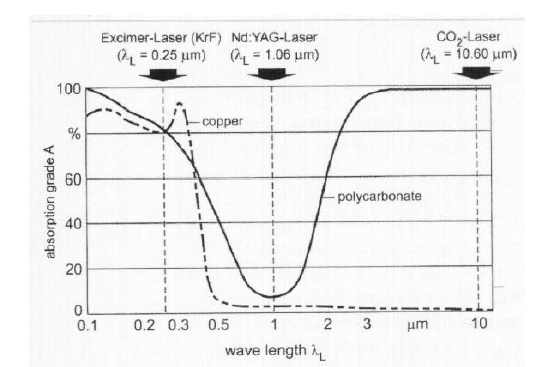 Excimer-Laser (KrF) Nd:YAG-Laser CO2-Laser
(λL = 0.25 μm) (λL = 1.06 μm) (λL = 10.60 μm)
100
%
60
40
20
0
absorption grade A
copper
polycarbonate
0.1 0.2 0.3 0.5 1 2 3 μm 10
wave length λL